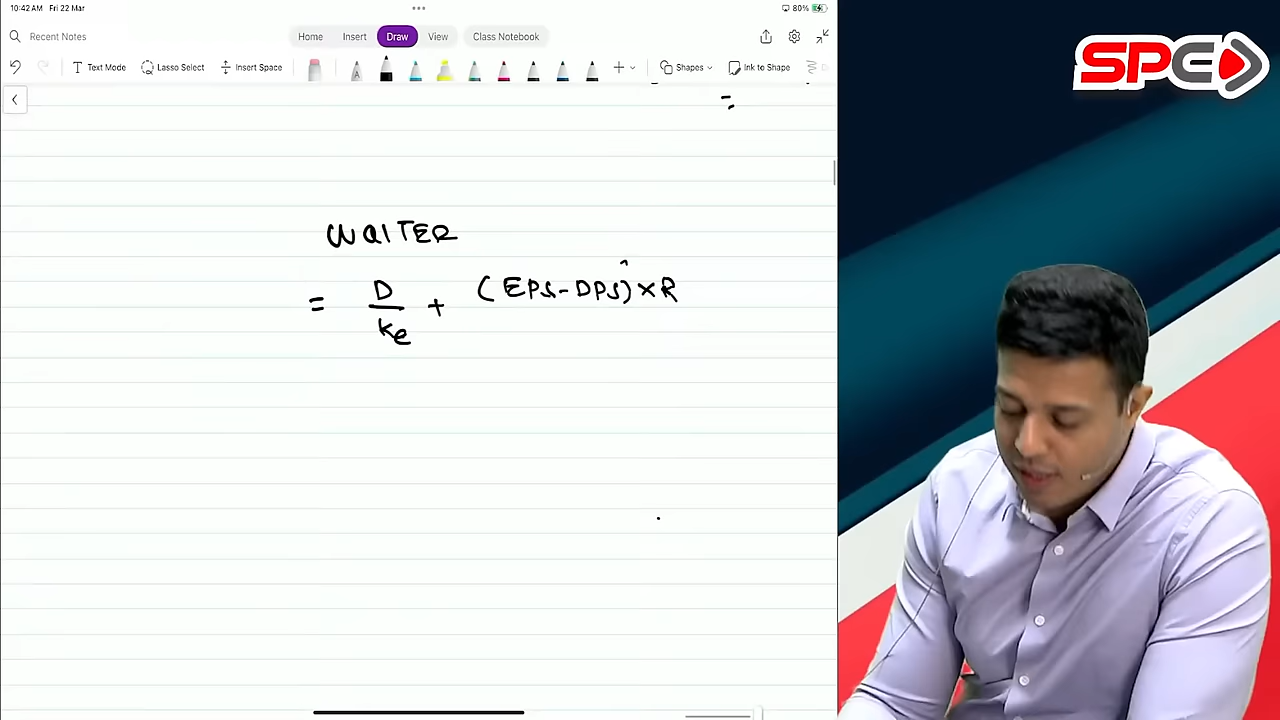 10:42 AM Fri 22 Mar
80%
Recent Notes
Home Insert Draw View Class Notebook
Text Mode Lasso Select Insert Space Shapes Ink to Shape
SPC
WALTER
= D/ke + (EPS-DPS)×R